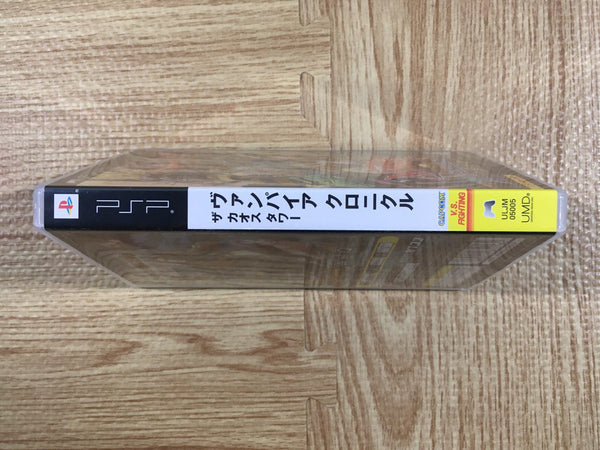 PSP
ヴァンパイア クロニクル
ザ カオス タワー
CAPCOM
V.S. FIGHTING
ULJM
05005
UMD